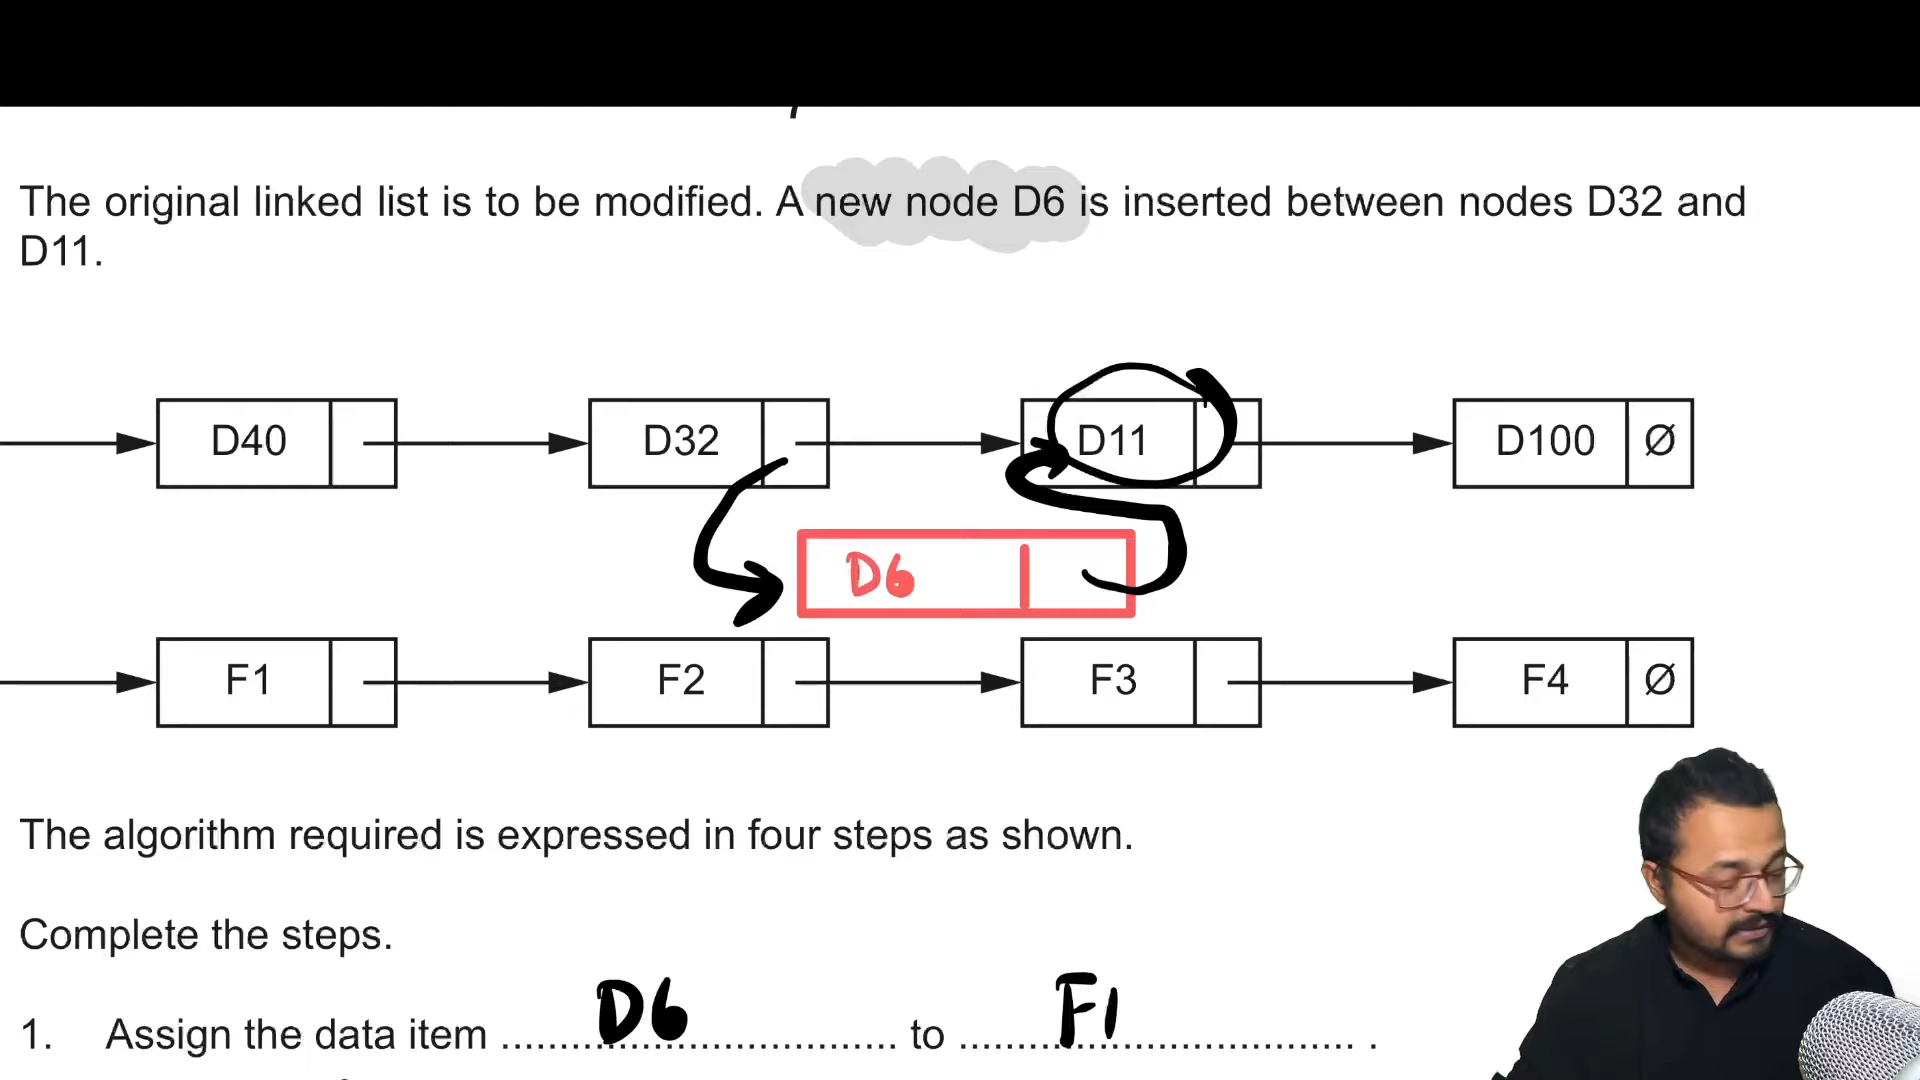 The original linked list is to be modified. A new node D6 is inserted between nodes D32 and
D11.
D40 D32 D11 D100 Ø
D6
F1 F2 F3 F4 Ø
The algorithm required is expressed in four steps as shown.
Complete the steps.
1. Assign the data item ........D6........ to ........F1........ .